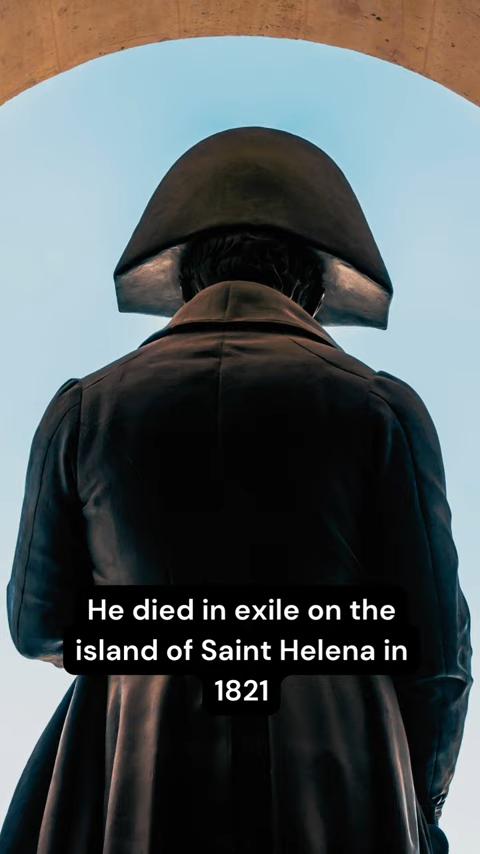 He died in exile on the
island of Saint Helena in
1821